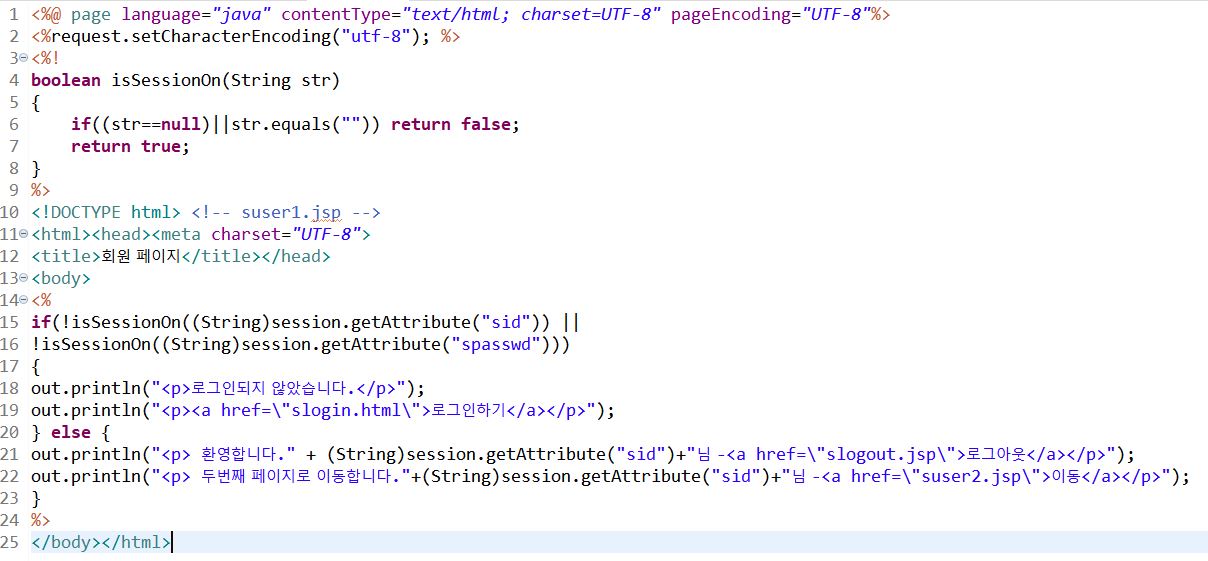 1 <%@ page language="java" contentType="text/html; charset=UTF-8" pageEncoding="UTF-8"%>
2 <%request.setCharacterEncoding("utf-8"); %>
3 <%!
4 boolean isSessionOn(String str)
5 {
6     if((str==null)||str.equals("")) return false;
7     return true;
8 }
9 %>
10 <!DOCTYPE html> <!-- suser1.jsp -->
11 <html><head><meta charset="UTF-8">
12 <title>회원 페이지</title></head>
13 <body>
14 <%
15 if(!isSessionOn((String)session.getAttribute("sid")) ||
16 !isSessionOn((String)session.getAttribute("spasswd")))
17 {
18 out.println("<p>로그인되지 않았습니다.</p>");
19 out.println("<p><a href=\"slogin.html\">로그인하기</a></p>");
20 } else {
21 out.println("<p> 환영합니다." + (String)session.getAttribute("sid")+"님 -<a href=\"slogout.jsp\">로그아웃</a></p>");
22 out.println("<p> 두번째 페이지로 이동합니다."+(String)session.getAttribute("sid")+"님 -<a href=\"suser2.jsp\">이동</a></p>");
23 }
24 %>
25 </body></html>